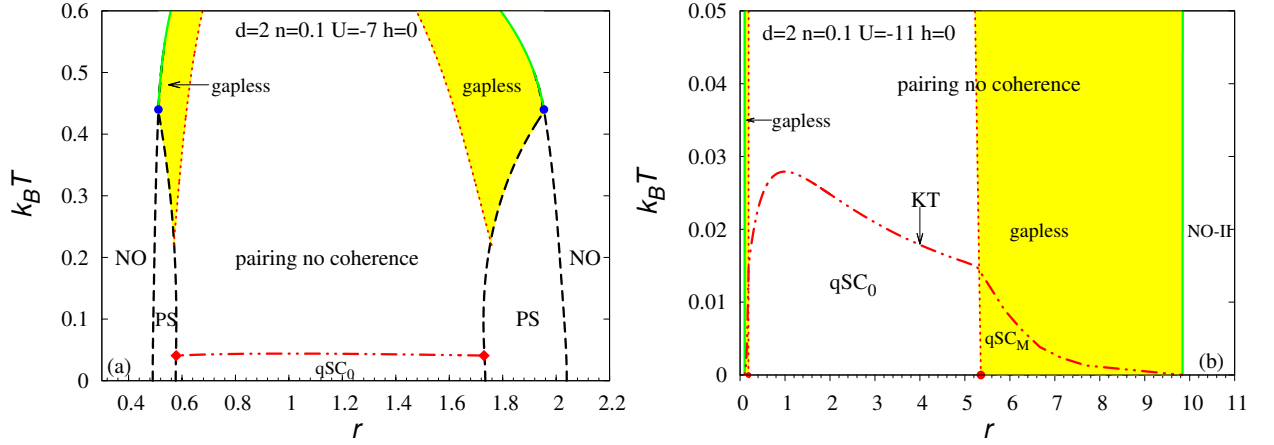 d=2 n=0.1 U=-7 h=0
gapless
gapless
NO
pairing no coherence
NO
PS
PS
(a)
qSC0
0
0.1
0.2
0.3
0.4
0.5
0.6
k_BT
0.4
0.6
0.8
1
1.2
1.4
1.6
1.8
2
2.2
r
d=2 n=0.1 U=-11 h=0
pairing no coherence
gapless
KT
gapless
NO-II
qSC0
qSCM
(b)
0
0.01
0.02
0.03
0.04
0.05
k_BT
0
1
2
3
4
5
6
7
8
9
10
11
r